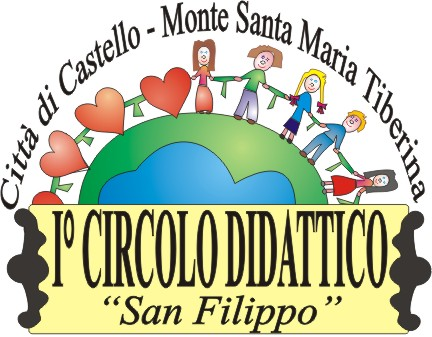 Città di Castello - Monte Santa Maria Tiberina
I° CIRCOLO DIDATTICO
“San Filippo”